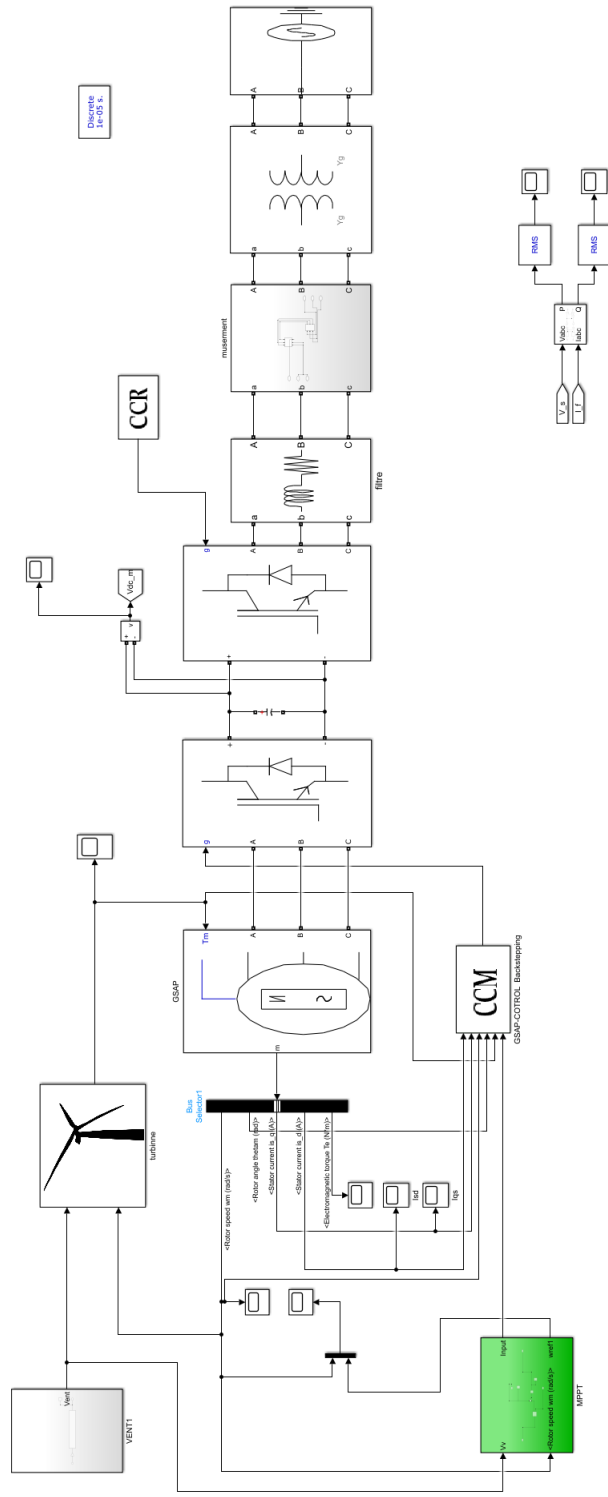 Discrete
1e-05 s.
VENT1
Vent
turbinne
GSAP
Tm
A
B
C
m
g
A
B
C
+
-
+
-
v
Vdc_m
+
-
g
A
B
C
CCR
a
b
c
A
B
C
filtre
a
b
c
A
B
C
muserment
a
b
c
A
B
C
Yg
Yg
A
B
C
Bus
Selector1
<Rotor speed wm (rad/s)>
<Rotor angle thetam (rad)>
<Stator current is_q (A)>
<Stator current is_d (A)>
<Electromagnetic torque Te (N*m)>
Isd
Iqs
CCM
GSAP-COTROL Backstepping
Vv
<Rotor speed wm (rad/s)>
Input
wref1
MPPT
V_s
I_f
Vabc
Iabc
P
Q
RMS
RMS